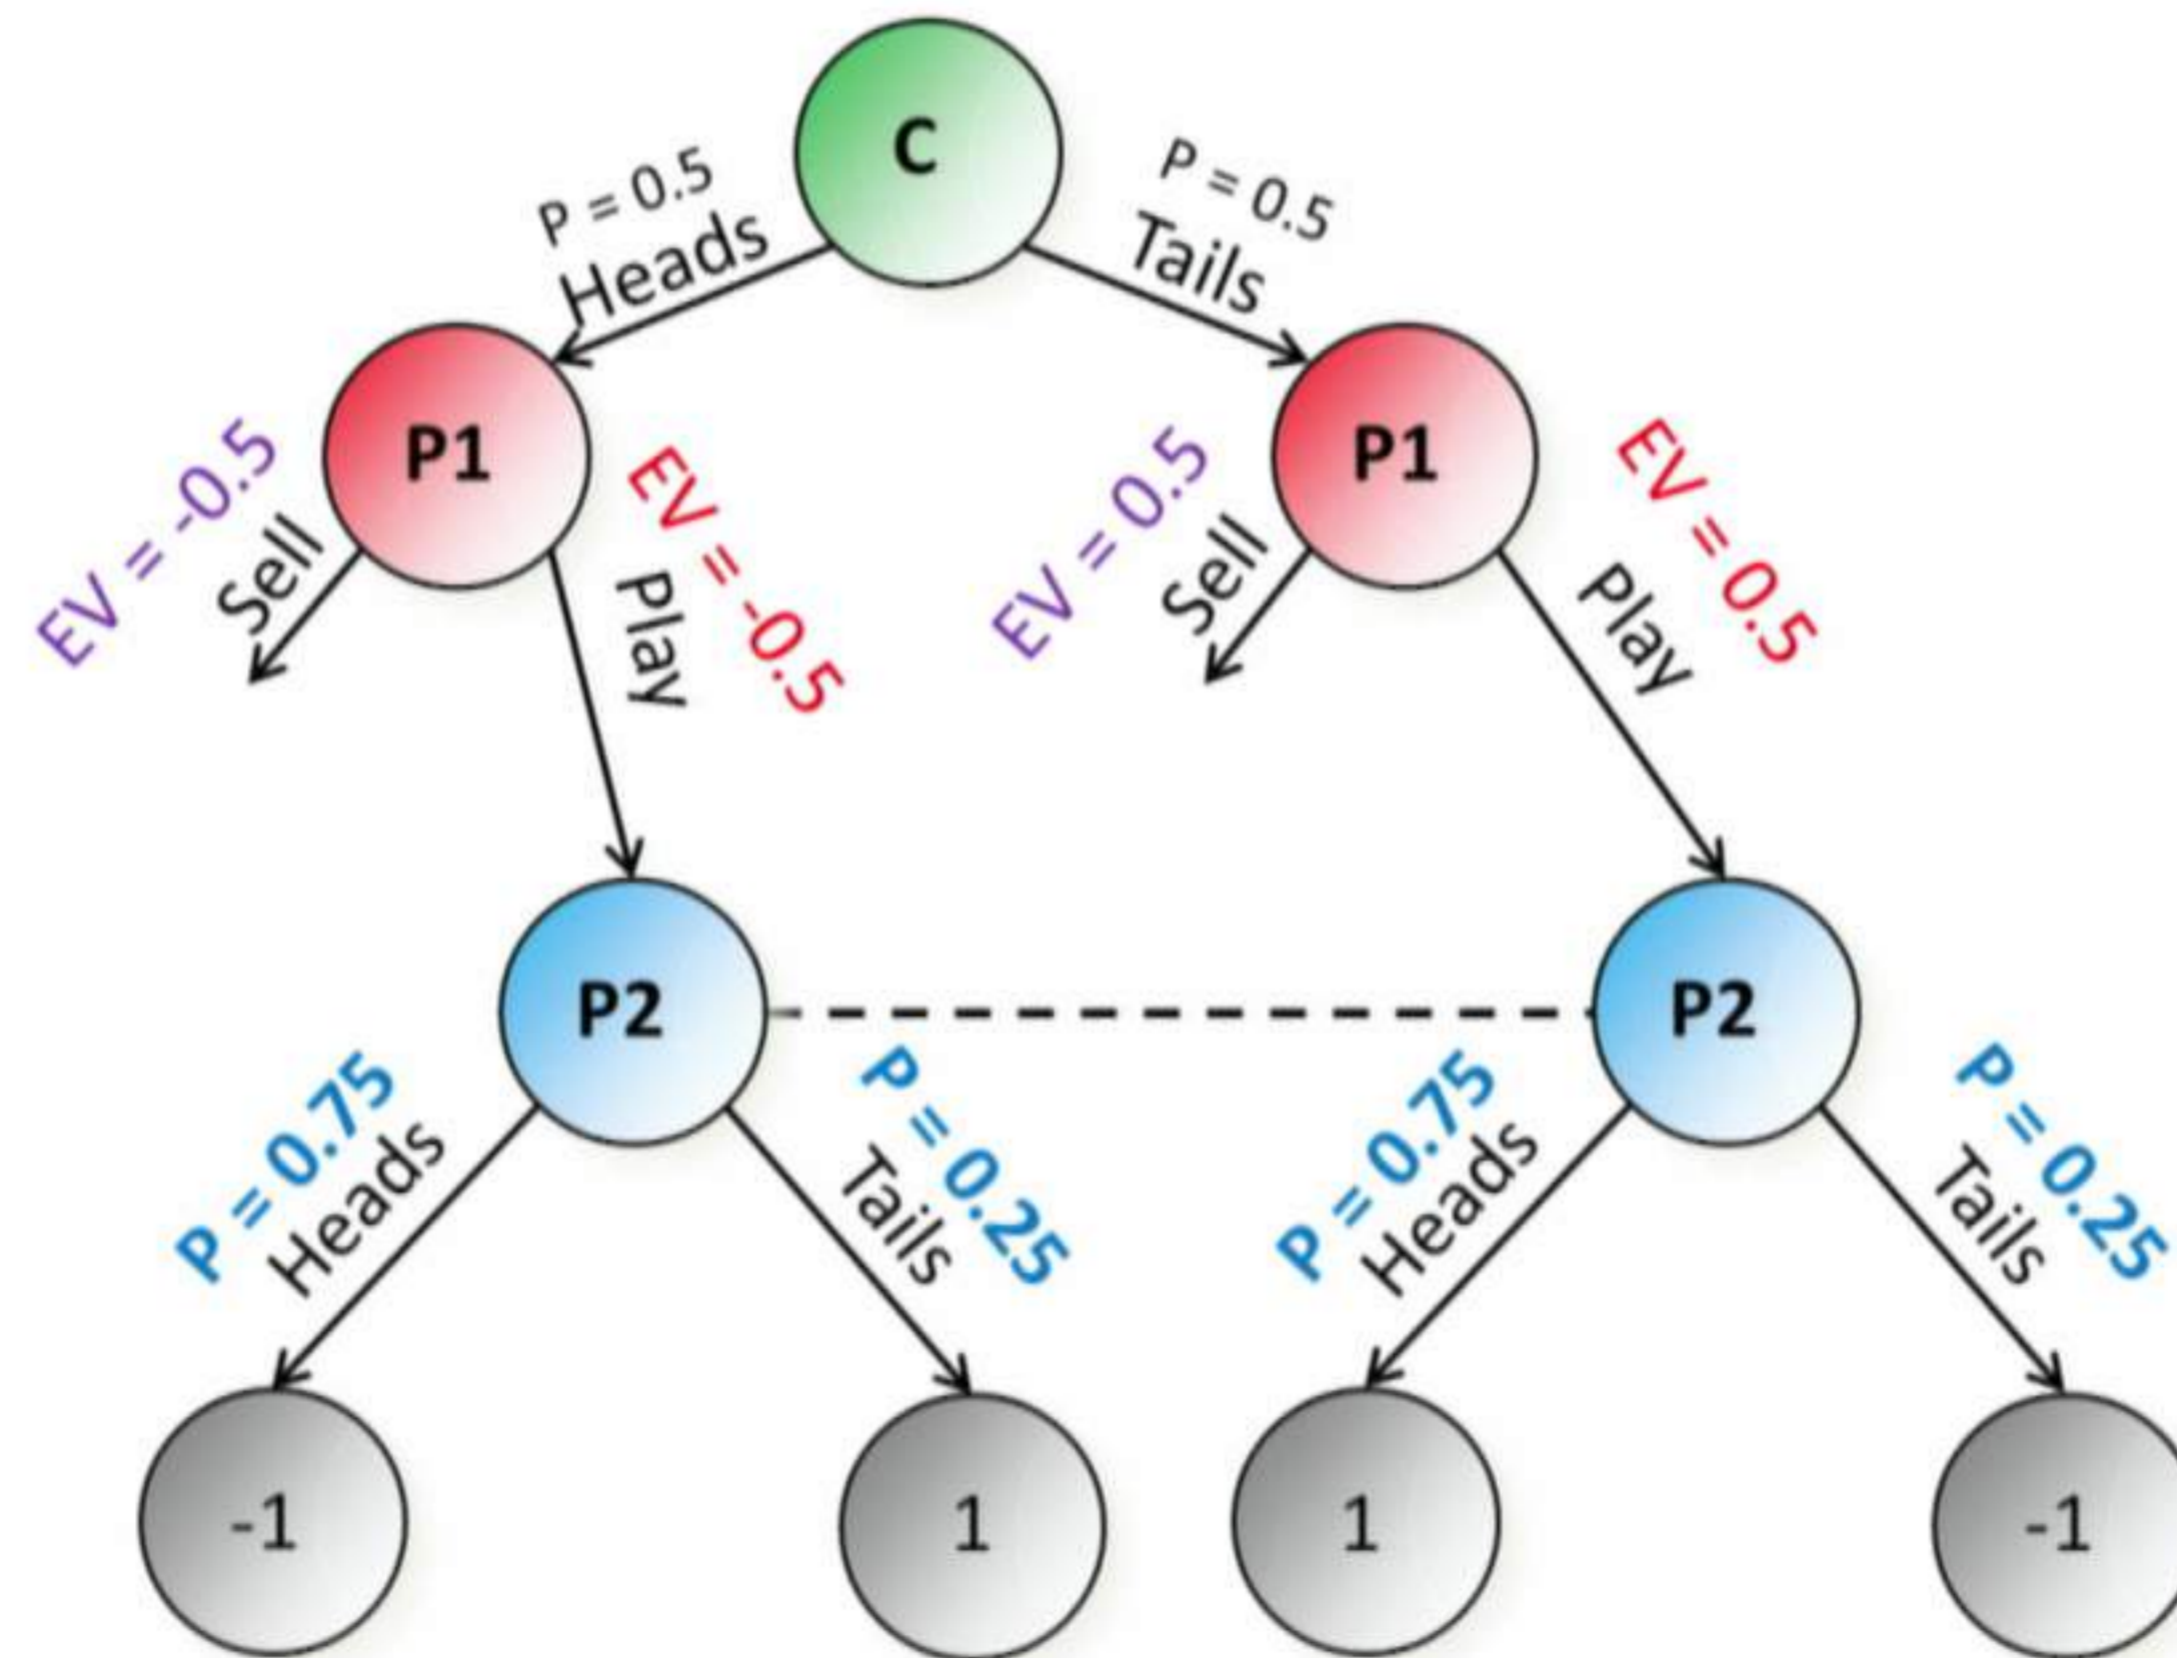 C
P = 0.5
Heads
P = 0.5
Tails
P1
P1
EV = -0.5
Sell
EV = -0.5
Play
EV = 0.5
Sell
EV = 0.5
Play
P2
P2
P = 0.75
Heads
P = 0.25
Tails
P = 0.75
Heads
P = 0.25
Tails
-1
1
1
-1